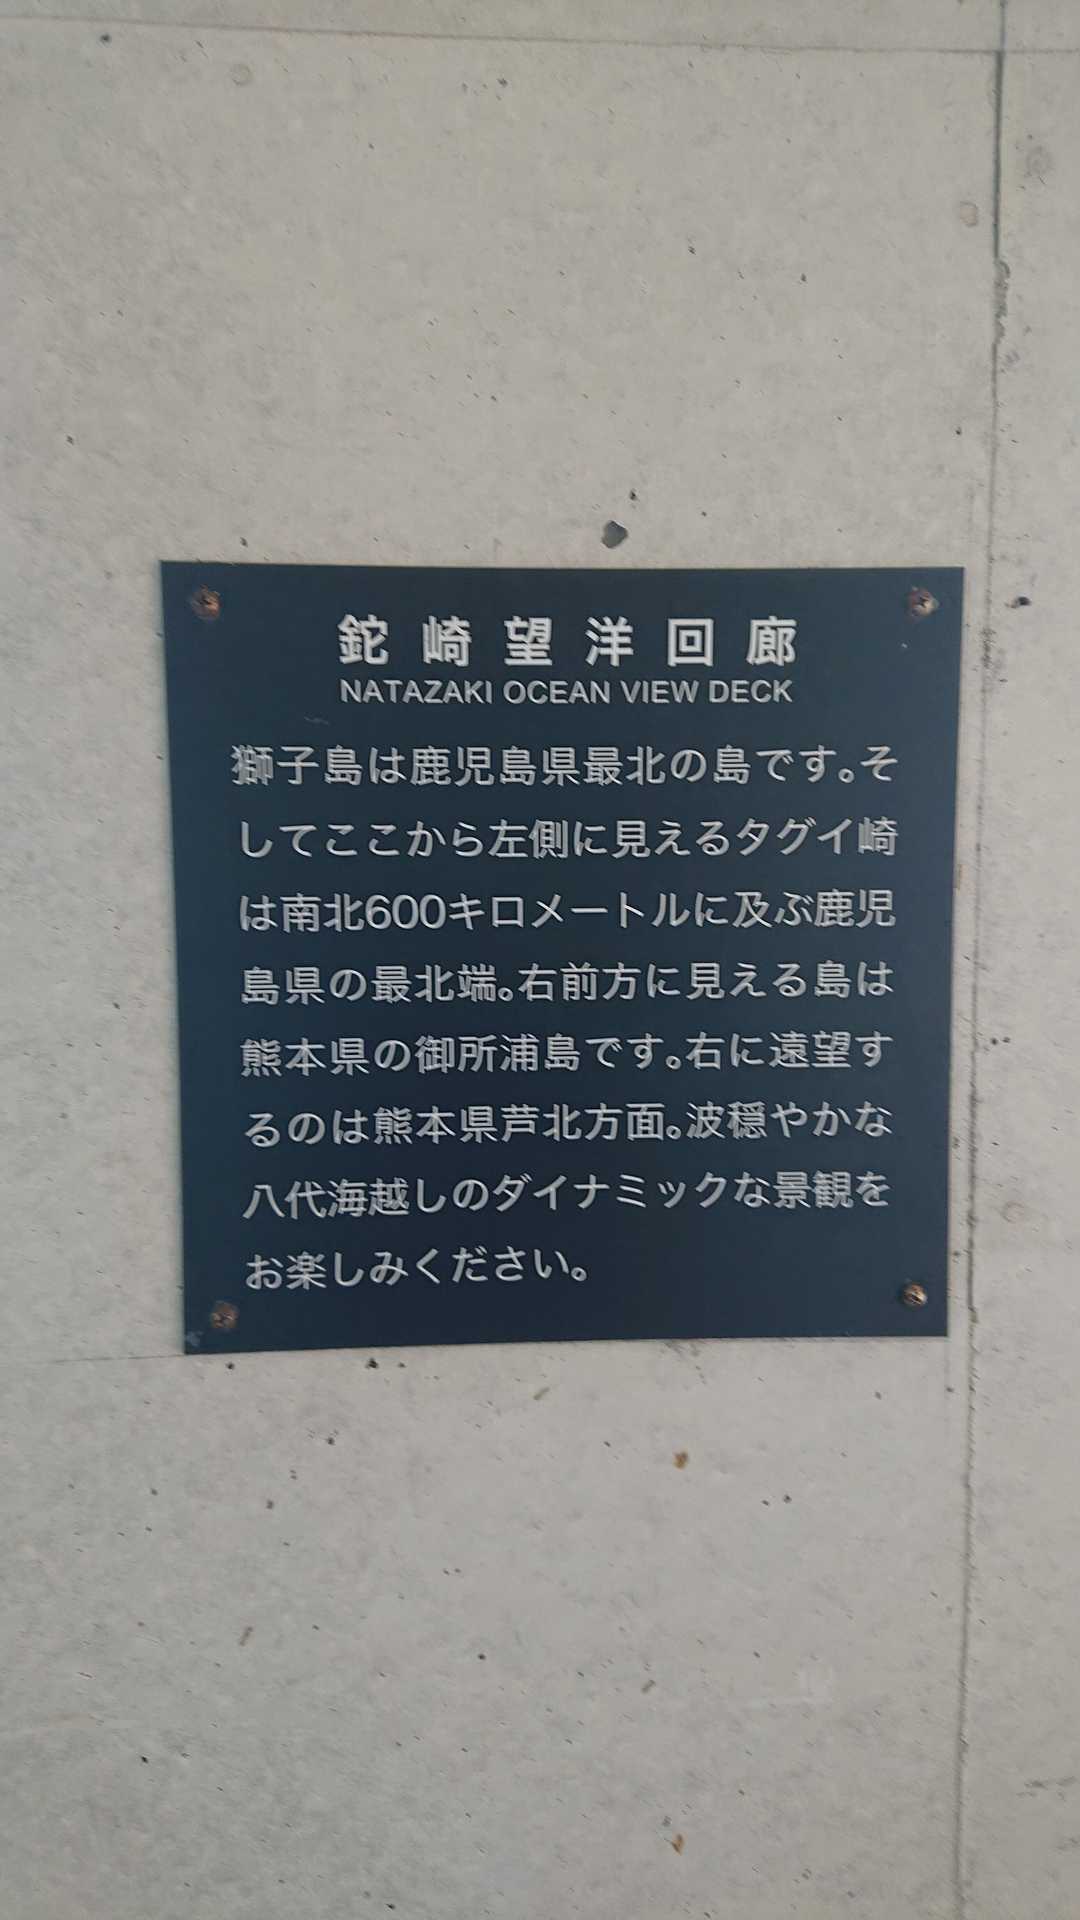 鉈崎望洋回廊
NATAZAKI OCEAN VIEW DECK
獅子島は鹿児島県最北の島です。そ
してここから左側に見えるタグイ崎
は南北600キロメートルに及ぶ鹿児
島県の最北端。右前方に見える島は
熊本県の御所浦島です。右に遠望す
るのは熊本県芦北方面。波穏やかな
八代海越しのダイナミックな景観を
お楽しみください。